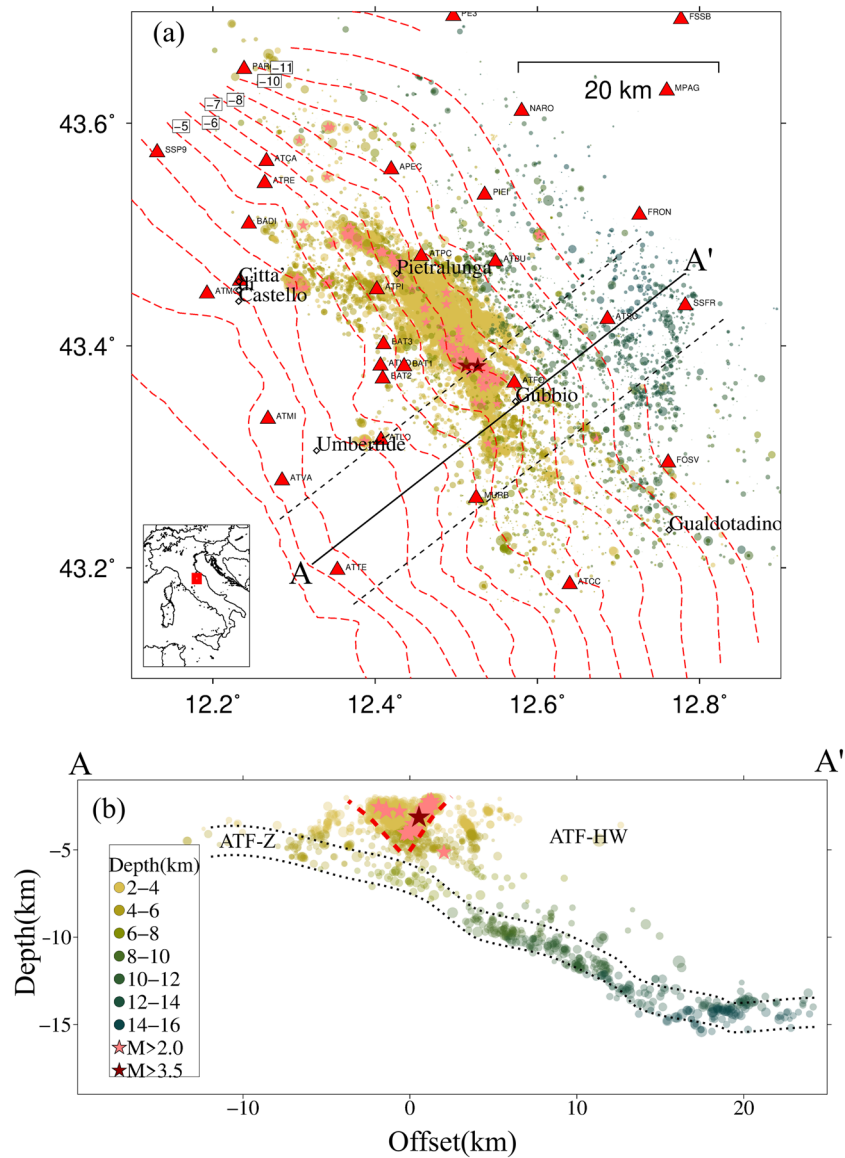 (a)
PE3
FSSB
PAR
-11
-10
20 km
MPAG
-8
-7
-6
-5
NARO
43.6°
SSP9
ATCA
APEC
ATRE
PIEI
FRON
BADI
ATPC
ATBU
A'
Citta'
di
Castello
Pietralunga
ATMO
ATPI
SSFR
ATSC
43.4°
BAT3
BAT1
BAT2
ATFO
Gubbio
ATMI
Umbertide
ATLO
FOSV
ATVA
MURB
Gualdotadino
A
43.2°
ATTE
ATCC
12.2° 12.4° 12.6° 12.8°
A A'
(b)
ATF-Z
ATF-HW
Depth(km)
2−4
4−6
6−8
8−10
10−12
12−14
14−16
M>2.0
M>3.5
−5
−10
−15
Depth(km)
−10 0 10 20
Offset(km)